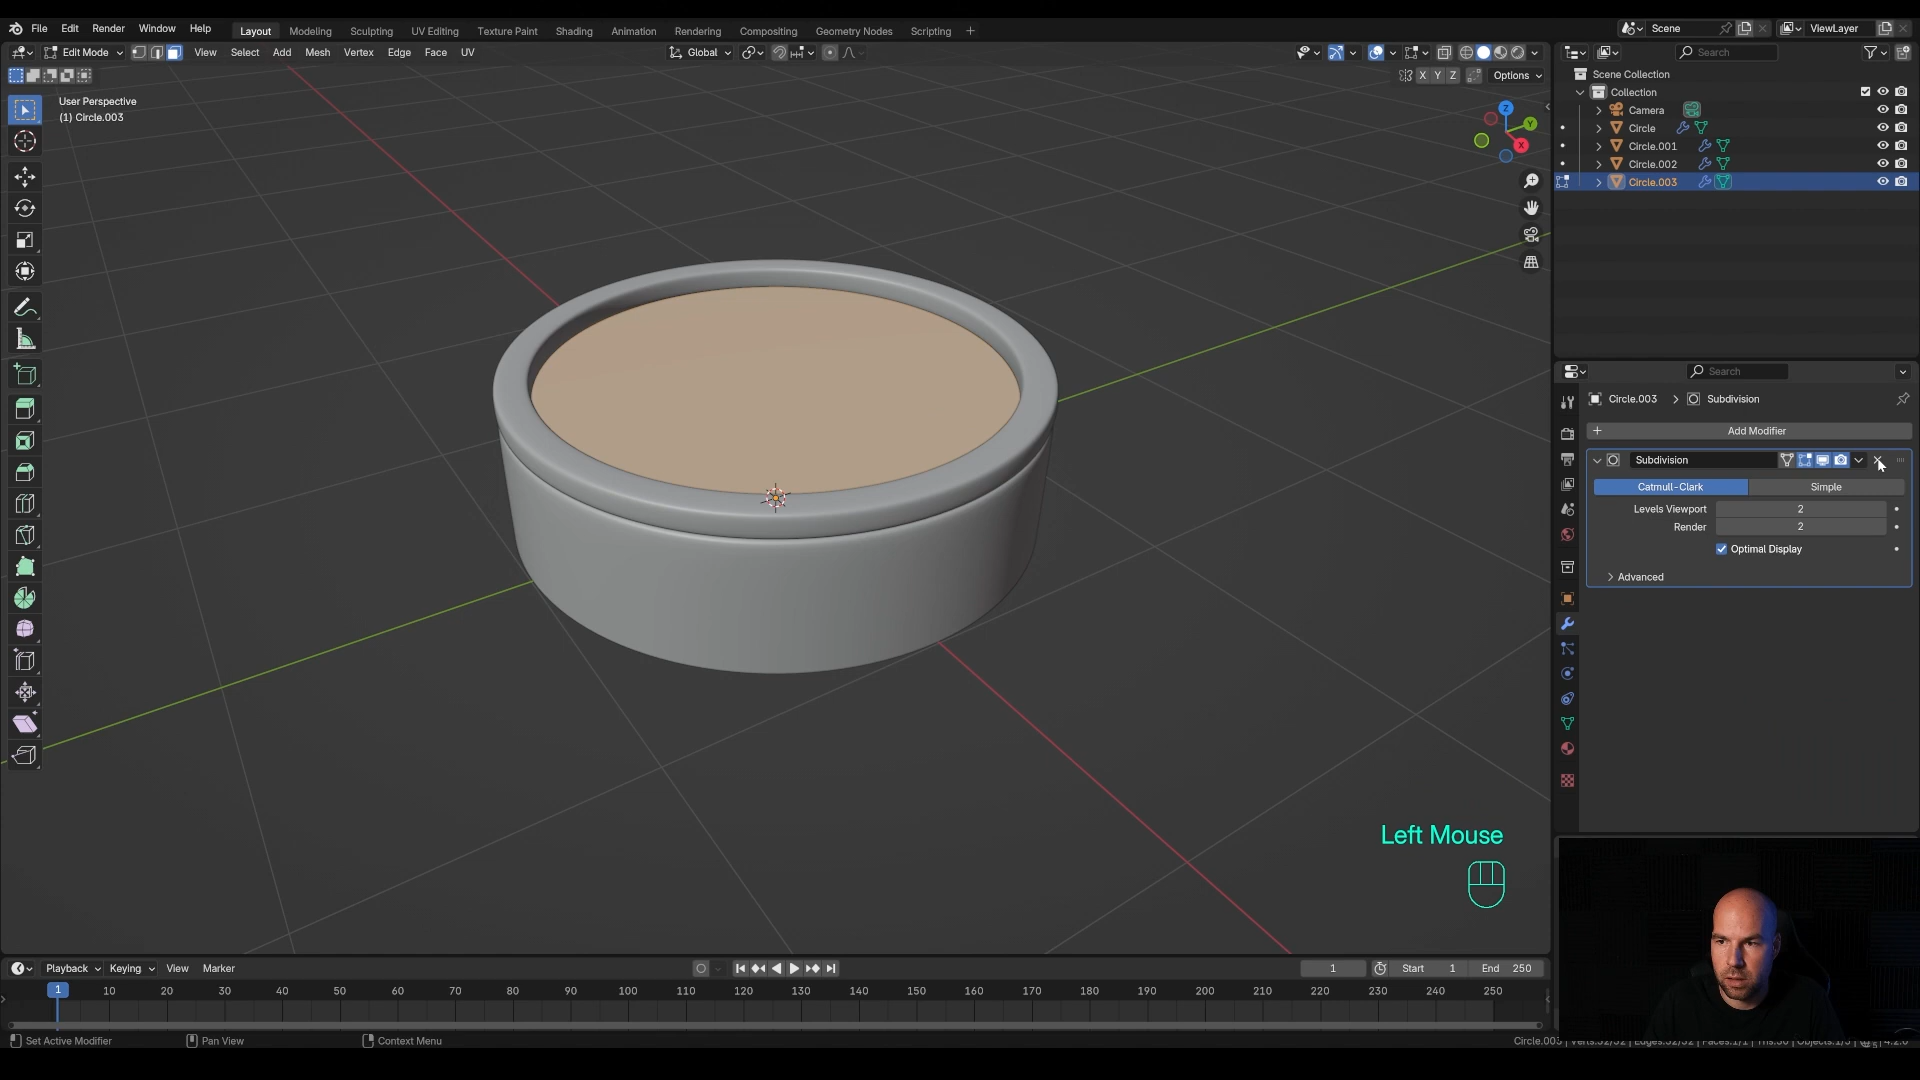 File Edit Render Window Help Layout Modeling Sculpting UV Editing Texture Paint Shading Animation Rendering Compositing Geometry Nodes Scripting + Scene ViewLayer
Edit Mode View Select Add Mesh Vertex Edge Face UV Global Search
X Y Z Options
User Perspective
(1) Circle.003
Z
Y
X
Scene Collection
Collection
Camera
Circle
Circle.001
Circle.002
Circle.003
Search
Circle.003 > Subdivision
+ Add Modifier
Subdivision
Catmull-Clark Simple
Levels Viewport 2
Render 2
Optimal Display
Advanced
Left Mouse
Playback Keying View Marker 1 Start 1 End 250
1 10 20 30 40 50 60 70 80 90 100 110 120 130 140 150 160 170 180 190 200 210 220 230 240 250
Set Active Modifier Pan View Context Menu